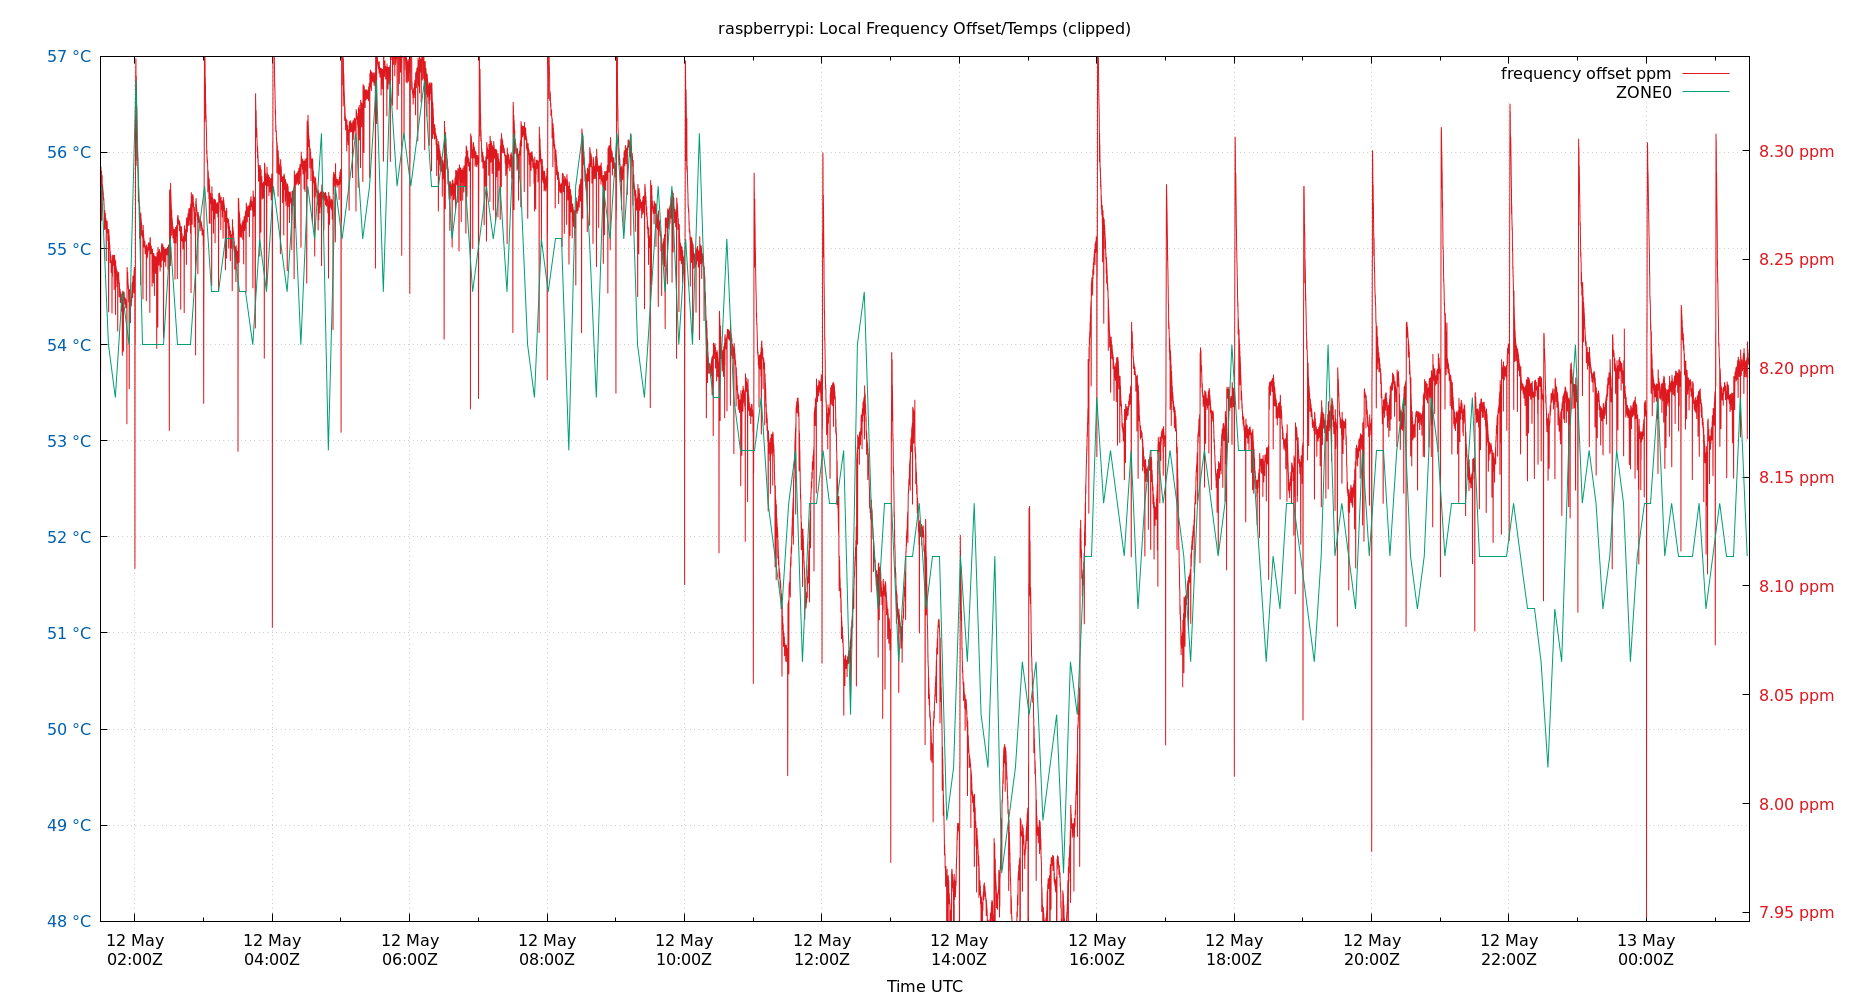 raspberrypi: Local Frequency Offset/Temps (clipped)
frequency offset ppm
ZONE0
57 °C
56 °C
55 °C
54 °C
53 °C
52 °C
51 °C
50 °C
49 °C
48 °C
8.30 ppm
8.25 ppm
8.20 ppm
8.15 ppm
8.10 ppm
8.05 ppm
8.00 ppm
7.95 ppm
12 May 12 May 12 May 12 May 12 May 12 May 12 May 12 May 12 May 12 May 12 May 13 May
02:00Z 04:00Z 06:00Z 08:00Z 10:00Z 12:00Z 14:00Z 16:00Z 18:00Z 20:00Z 22:00Z 00:00Z
Time UTC